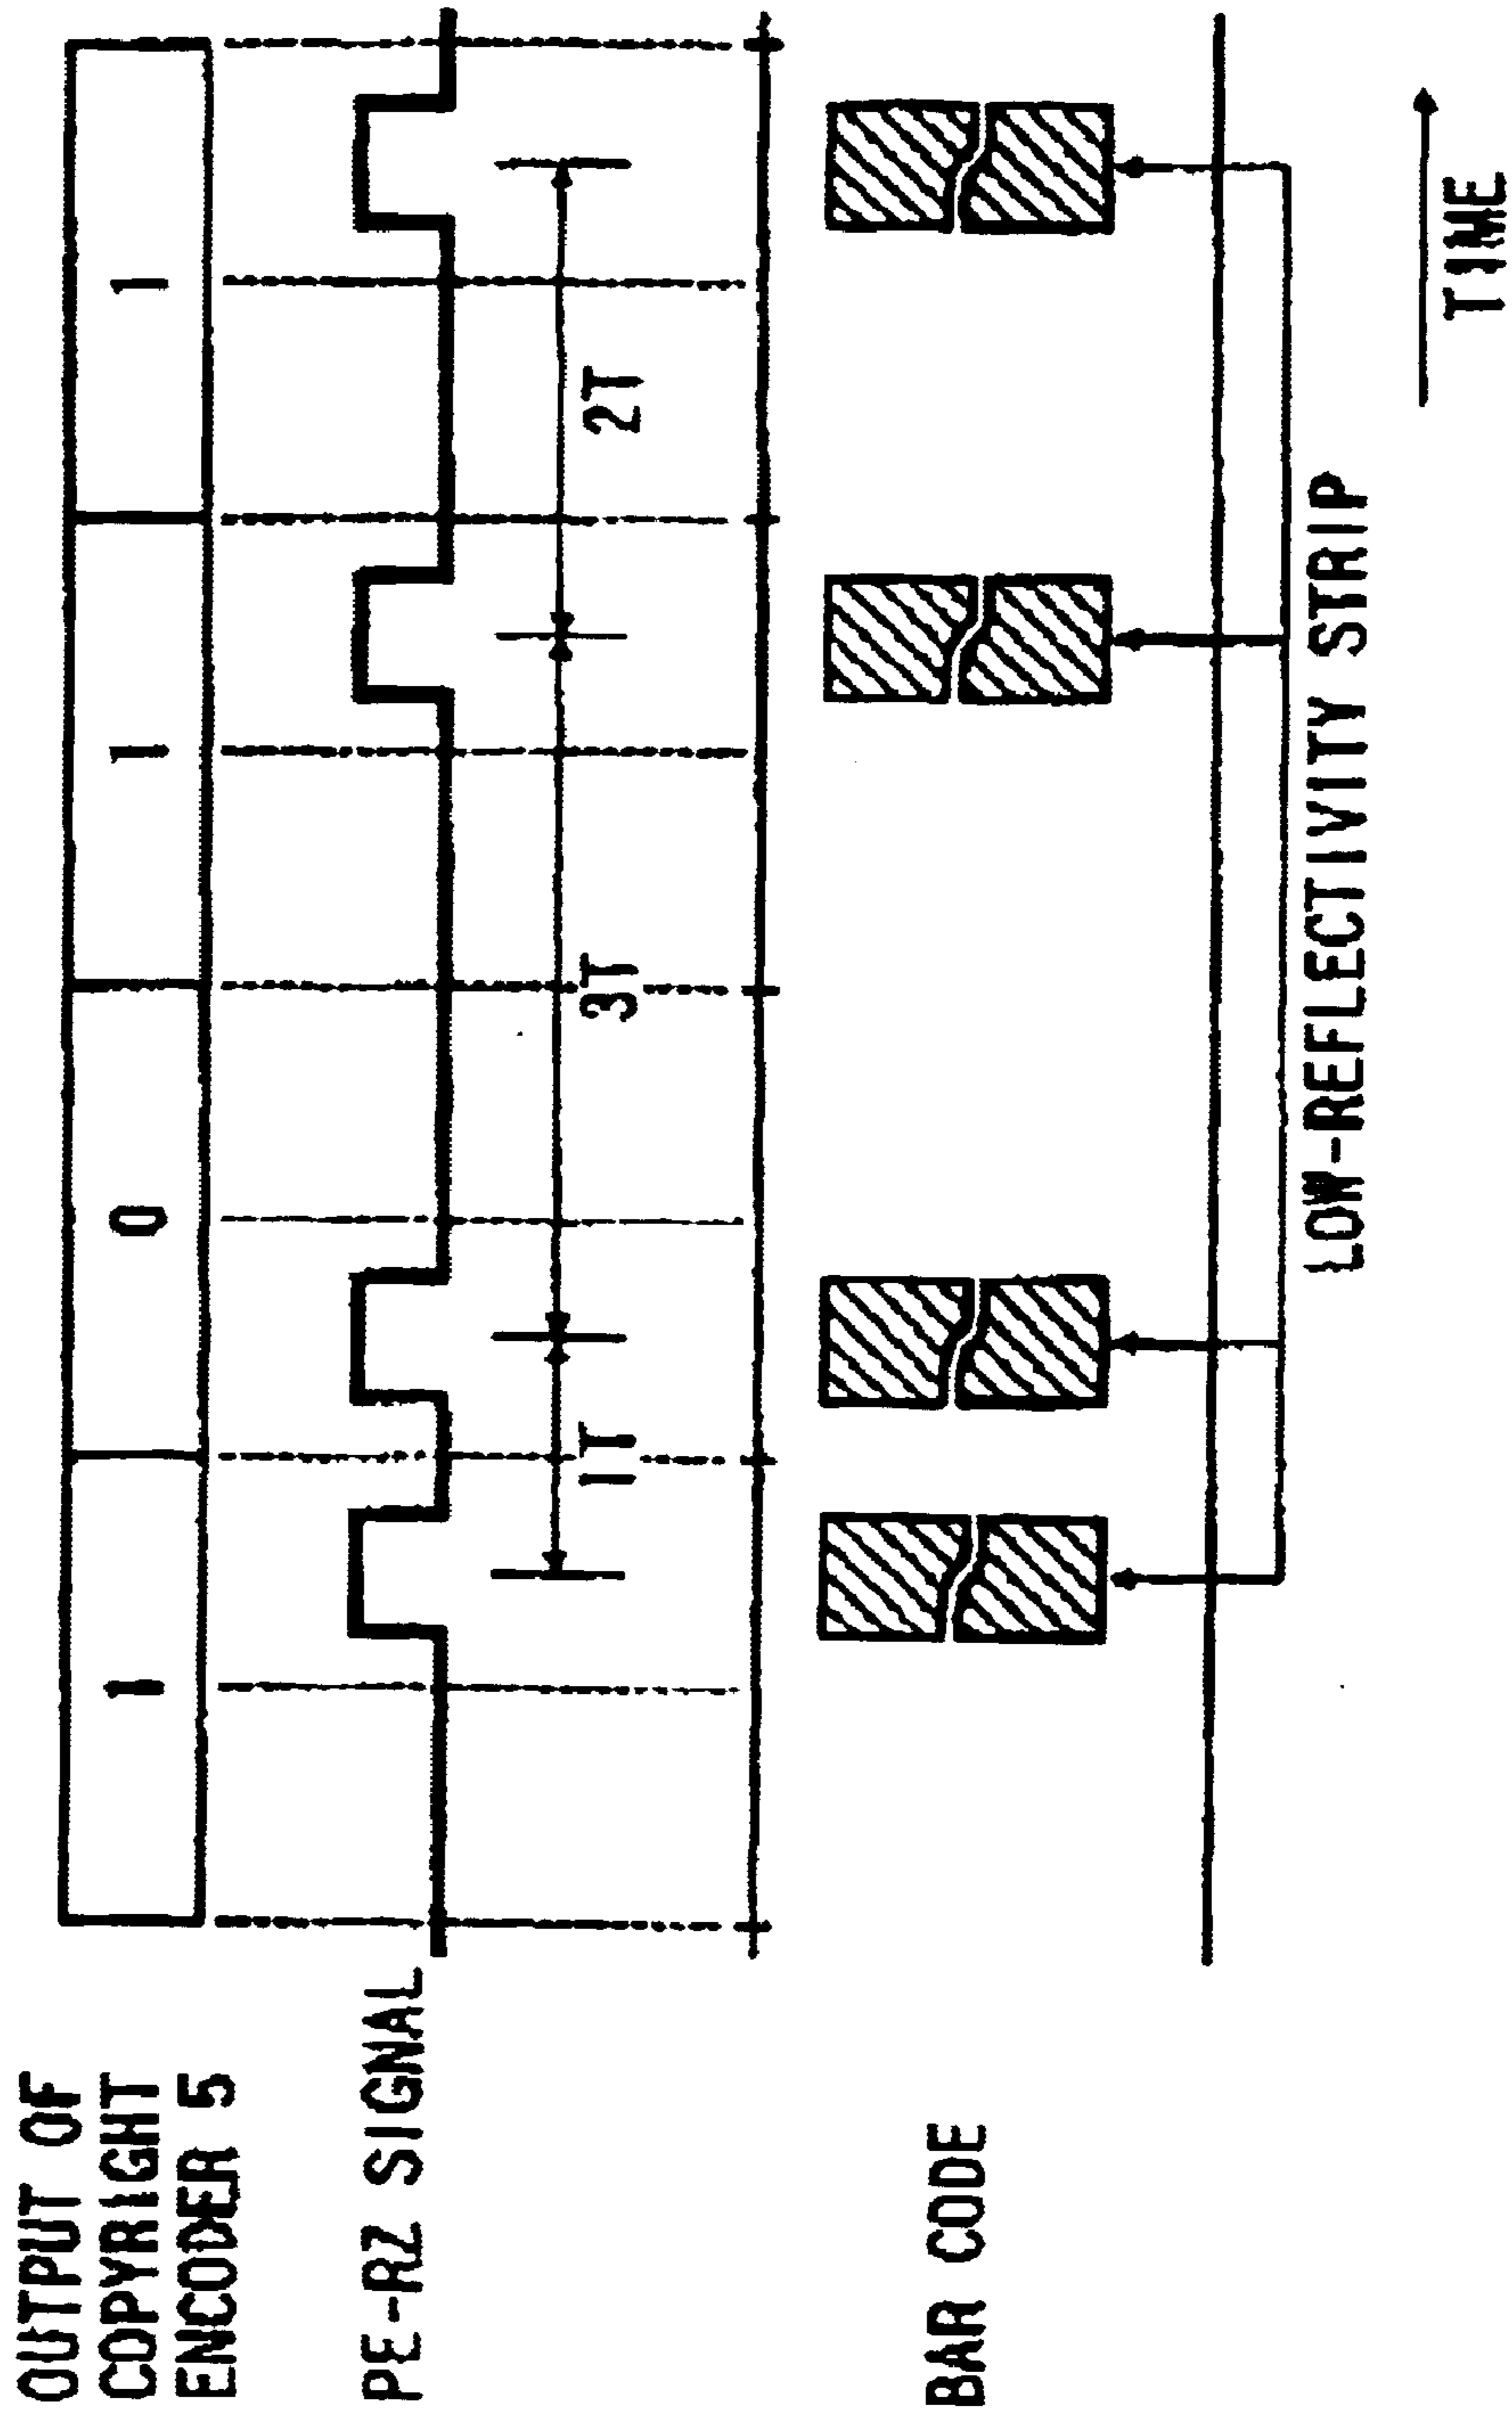 OUTPUT OF
COPYRIGHT
ENCODER 5
1 0 1 1
PE-RZ SIGNAL
1T 3T 2T
BAR CODE
LOW-REFLECTIVITY STRIP
TIME